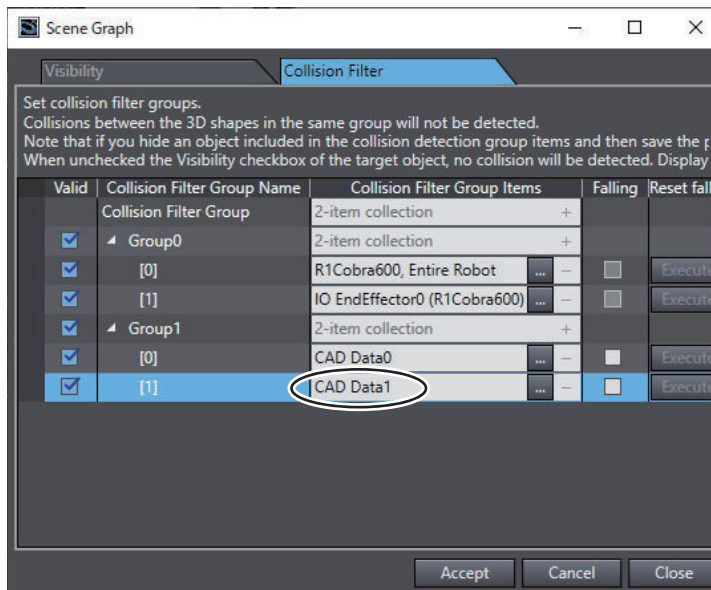 Scene Graph
Visibility
Collision Filter
Set collision filter groups.
Collisions between the 3D shapes in the same group will not be detected.
Note that if you hide an object included in the collision detection group items and then save the
When unchecked the Visibility checkbox of the target object, no collision will be detected. Display
Valid Collision Filter Group Name Collision Filter Group Items Falling Reset fal
Collision Filter Group 2-item collection +
Group0 2-item collection +
[0] R1Cobra600, Entire Robot ... − Execute
[1] IO EndEffector0 (R1Cobra600) ... − Execute
Group1 2-item collection +
[0] CAD Data0 ... − Execute
[1] CAD Data1 ... − Execute
Accept Cancel Close